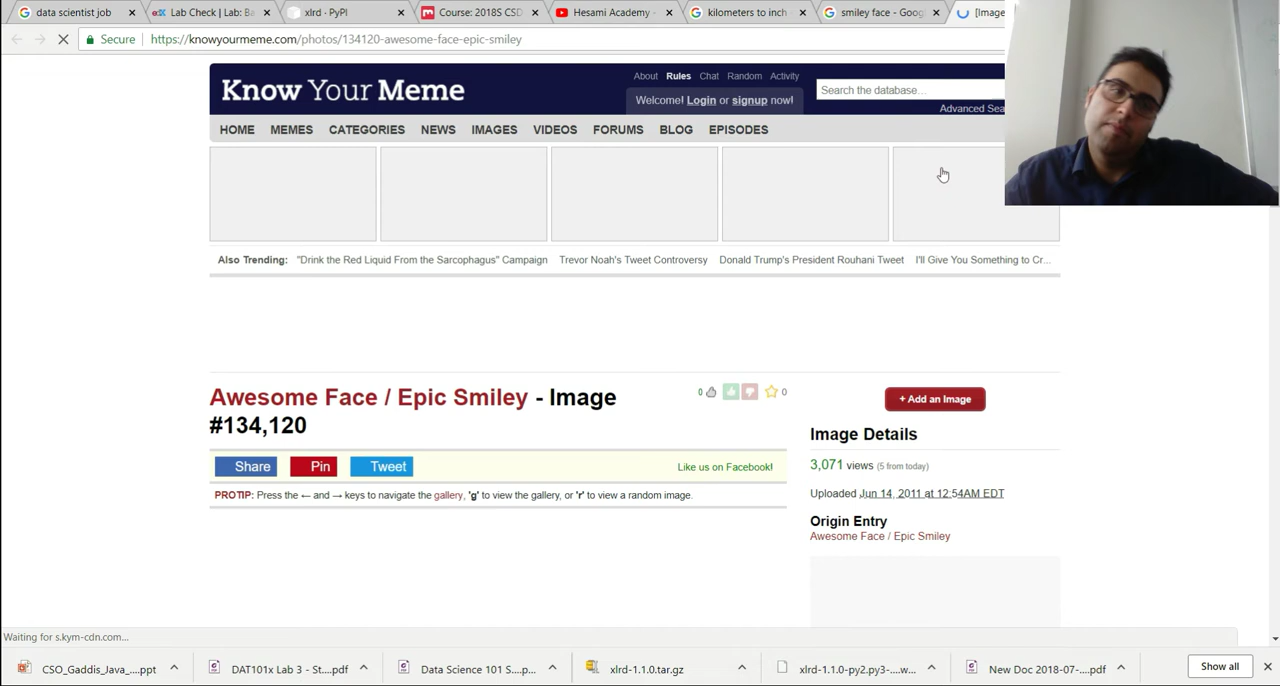 data scientist job
Lab Check | Lab: Ba
xlrd · PyPI
Course: 2018S CSD
Hesami Academy -
kilometers to inch -
smiley face - Goog
[Image
Secure
https://knowyourmeme.com/photos/134120-awesome-face-epic-smiley
Know Your Meme
About Rules Chat Random Activity
Welcome! Login or signup now!
Search the database...
Advanced Sea
HOME MEMES CATEGORIES NEWS IMAGES VIDEOS FORUMS BLOG EPISODES
Also Trending: "Drink the Red Liquid From the Sarcophagus" Campaign Trevor Noah's Tweet Controversy Donald Trump's President Rouhani Tweet I'll Give You Something to Cr...
Awesome Face / Epic Smiley - Image
#134,120
0
0
+ Add an Image
Image Details
Share Pin Tweet
Like us on Facebook!
3,071 views (5 from today)
PROTIP: Press the ← and → keys to navigate the gallery, 'g' to view the gallery, or 'r' to view a random image.
Uploaded Jun 14, 2011 at 12:54AM EDT
Origin Entry
Awesome Face / Epic Smiley
Waiting for s.kym-cdn.com...
CSO_Gaddis_Java_....ppt
DAT101x Lab 3 - St....pdf
Data Science 101 S....p...
xlrd-1.1.0.tar.gz
xlrd-1.1.0-py2.py3-....w...
New Doc 2018-07-....pdf
Show all